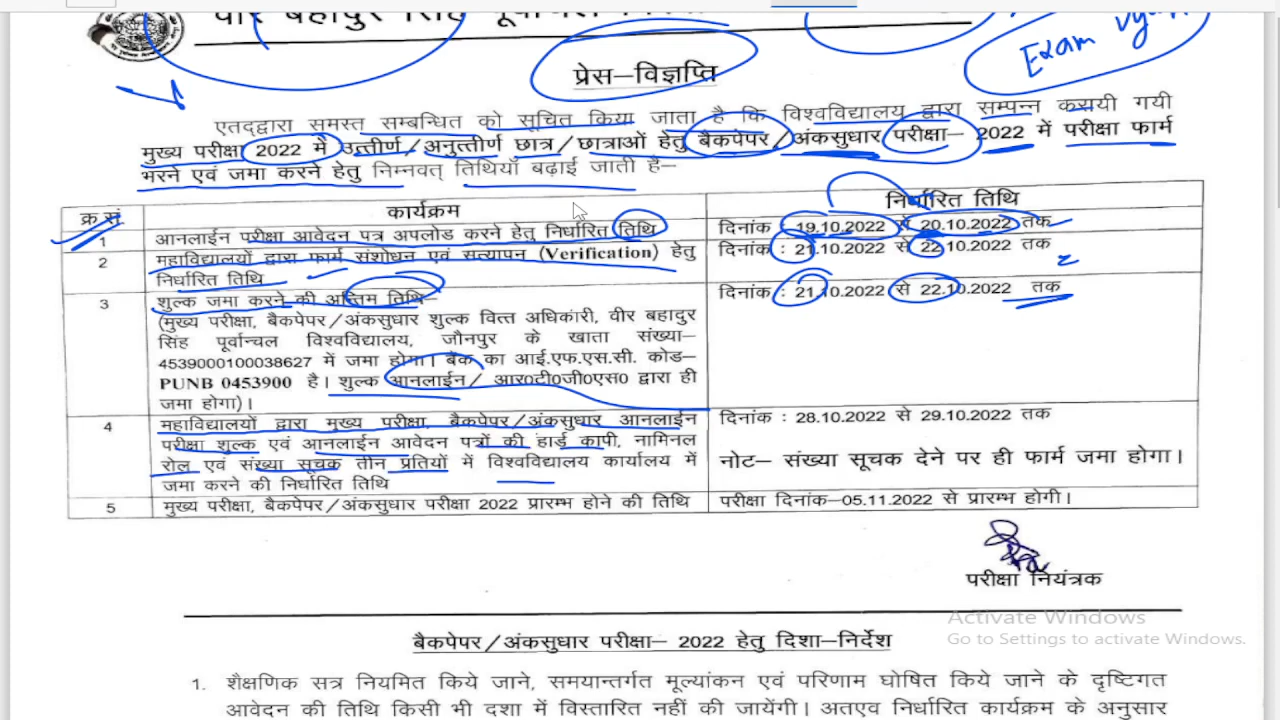 वीर बहादुर सिंह पूर्वांचल
Exam
प्रेस–विज्ञप्ति
एतद्द्वारा समस्त सम्बन्धित को सूचित किया जाता है कि विश्वविद्यालय द्वारा सम्पन्न करायी गयी
मुख्य परीक्षा 2022 में उत्तीर्ण/अनुत्तीर्ण छात्र/छात्राओं हेतु बैकपेपर/अंकसुधार परीक्षा– 2022 में परीक्षा फार्म
भरने एवं जमा करने हेतु निम्नवत् तिथियाँ बढ़ाई जाती है–
क्र०सं० कार्यक्रम निर्धारित तिथि
1 आनलाईन परीक्षा आवेदन पत्र अपलोड करने हेतु निर्धारित तिथि दिनांक : 19.10.2022 से 20.10.2022 तक
2 महाविद्यालयों द्वारा फार्म संशोधन एवं सत्यापन (Verification) हेतु दिनांक : 21.10.2022 से 22.10.2022 तक
निर्धारित तिथि
3 शुल्क जमा करने की अन्तिम तिथि– दिनांक : 21.10.2022 से 22.10.2022 तक
(मुख्य परीक्षा, बैकपेपर/अंकसुधार शुल्क वित्त अधिकारी, वीर बहादुर
सिंह पूर्वान्चल विश्वविद्यालय, जौनपुर के खाता संख्या–
4539000100038627 में जमा होगा। बैंक का आई.एफ.एस.सी. कोड–
PUNB 0453900 है। शुल्क आनलाईन/ आर0टी0जी0एस0 द्वारा ही
जमा होगा)।
4 महाविद्यालयों द्वारा मुख्य परीक्षा, बैकपेपर/अंकसुधार आनलाईन दिनांक : 28.10.2022 से 29.10.2022 तक
परीक्षा शुल्क एवं आनलाईन आवेदन पत्रों की हार्ड कापी, नामिनल
रोल एवं संख्या सूचक तीन प्रतियों में विश्वविद्यालय कार्यालय में नोट– संख्या सूचक देने पर ही फार्म जमा होगा।
जमा करने की निर्धारित तिथि
5 मुख्य परीक्षा, बैकपेपर/अंकसुधार परीक्षा 2022 प्रारम्भ होने की तिथि परीक्षा दिनांक–05.11.2022 से प्रारम्भ होगी।
परीक्षा नियंत्रक
Activate Windows
Go to Settings to activate Windows.
बैकपेपर/अंकसुधार परीक्षा– 2022 हेतु दिशा–निर्देश
1. शैक्षणिक सत्र नियमित किये जाने, समयान्तर्गत मूल्यांकन एवं परिणाम घोषित किये जाने के दृष्टिगत
आवेदन की तिथि किसी भी दशा में विस्तारित नहीं की जायेंगी। अतएव निर्धारित कार्यक्रम के अनुसार